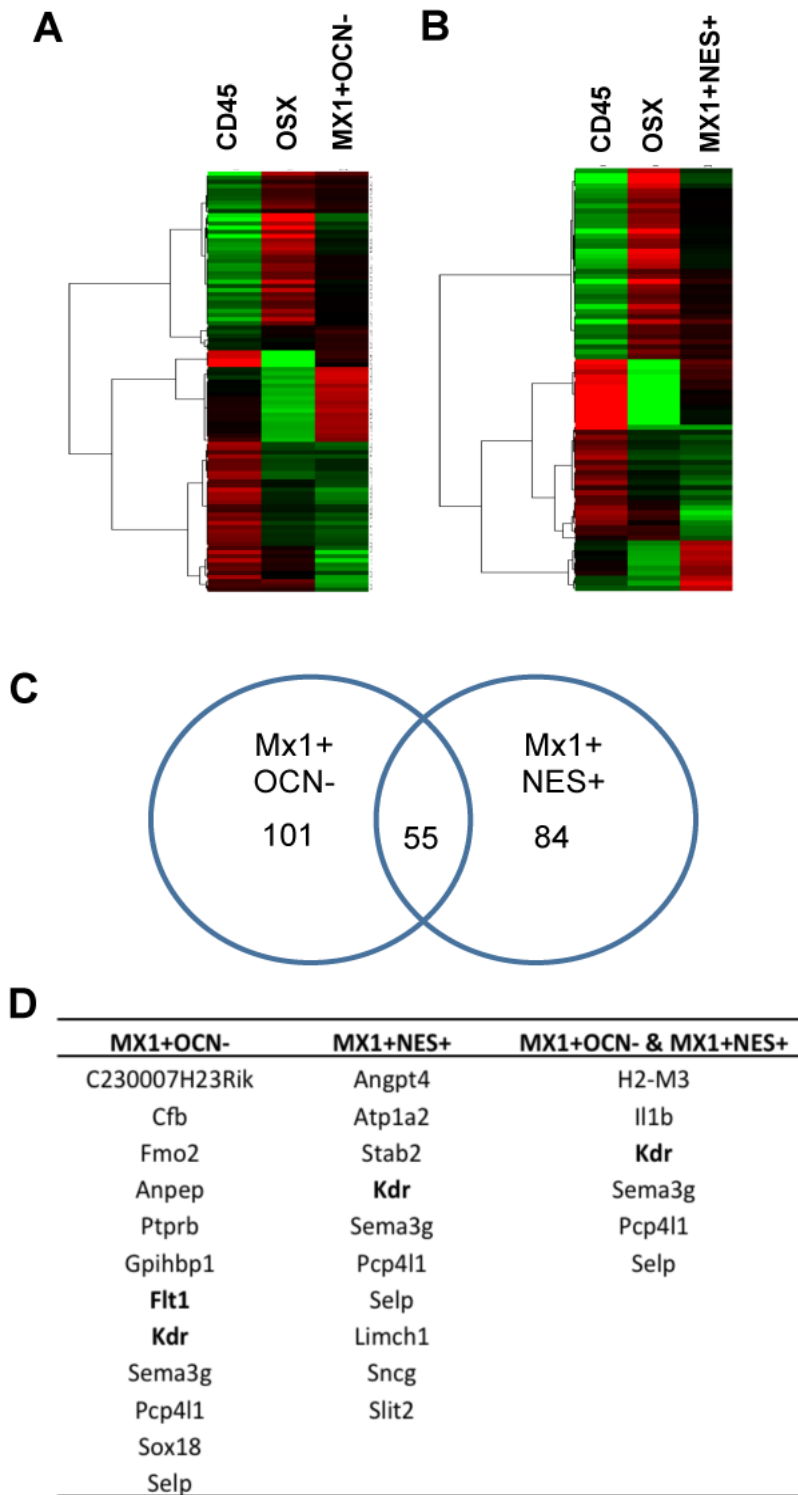 A
CD45
OSX
MX1+OCN-
B
CD45
OSX
MX1+NES+
C
Mx1+
OCN-
101
55
Mx1+
NES+
84
D
MX1+OCN- MX1+NES+ MX1+OCN- & MX1+NES+
C230007H23Rik Angpt4 H2-M3
Cfb Atp1a2 Il1b
Fmo2 Stab2 Kdr
Anpep Kdr Sema3g
Ptprb Sema3g Pcp4l1
Gpihbp1 Pcp4l1 Selp
Flt1 Selp
Kdr Limch1
Sema3g Sncg
Pcp4l1 Slit2
Sox18
Selp